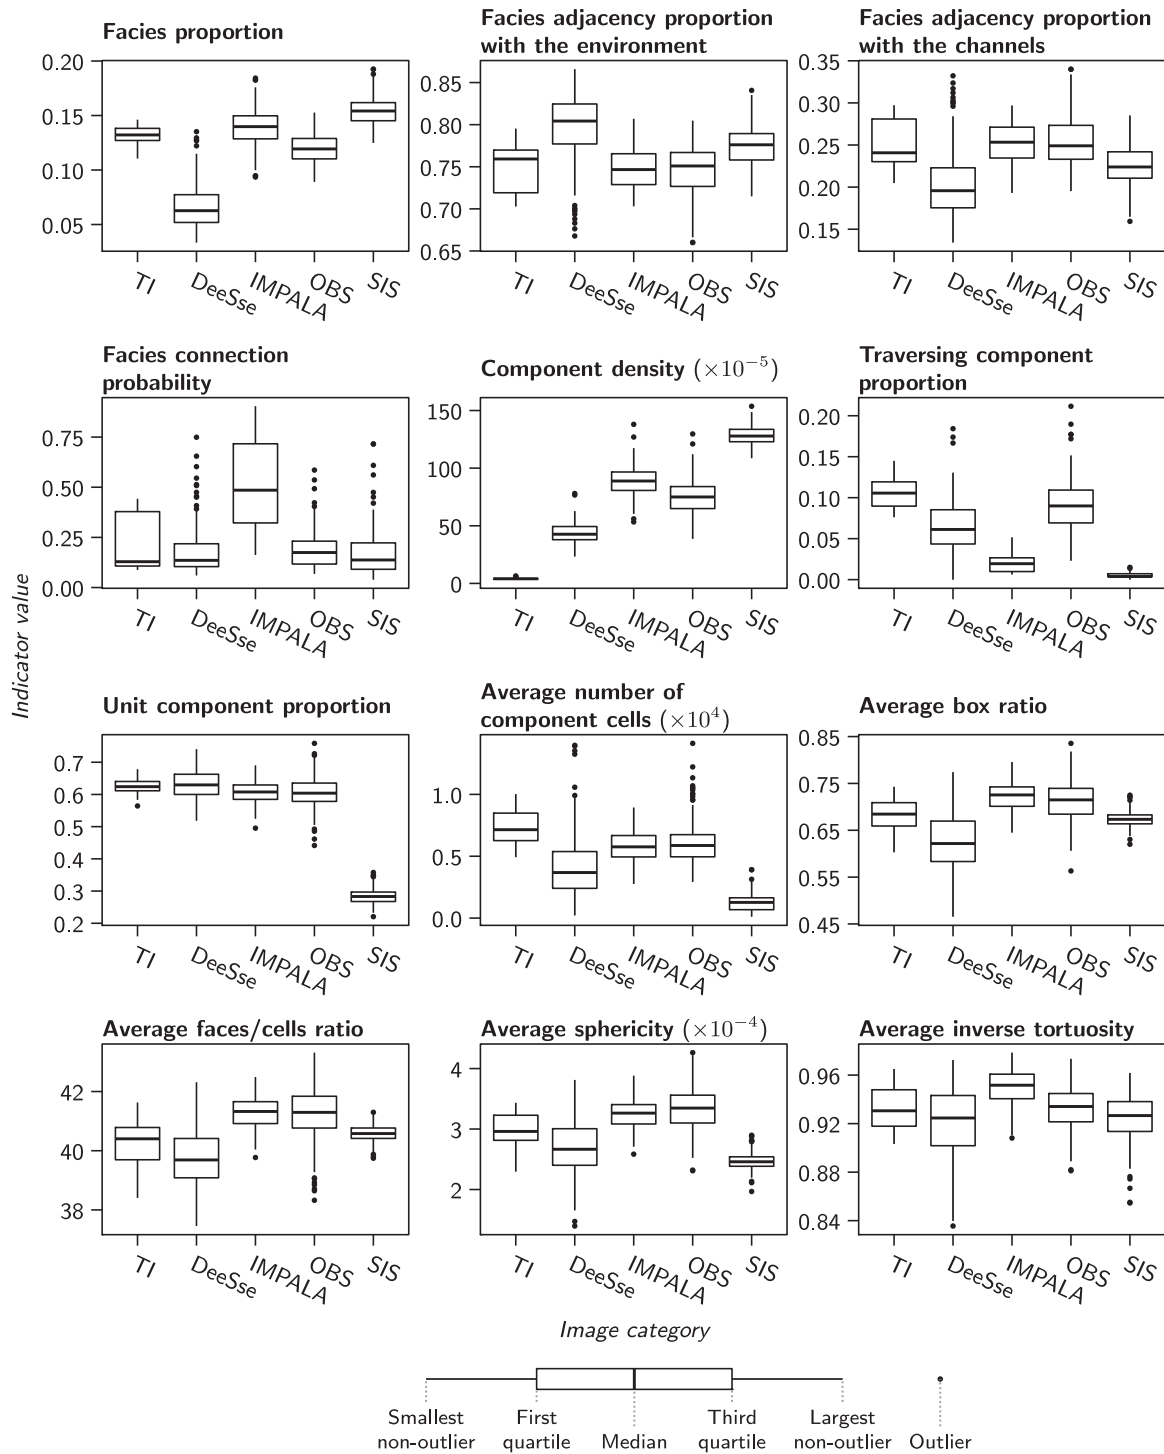 Facies proportion
Facies adjacency proportion
with the environment
Facies adjacency proportion
with the channels
0.20
0.15
0.10
0.05
0.85
0.80
0.75
0.70
0.65
0.35
0.30
0.25
0.20
0.15
TI DeeSse IMPALA OBS SIS
TI DeeSse IMPALA OBS SIS
TI DeeSse IMPALA OBS SIS
Facies connection
probability
Component density (×10⁻⁵)
Traversing component
proportion
0.75
0.50
0.25
0.00
150
100
50
0
0.20
0.15
0.10
0.05
0.00
TI DeeSse IMPALA OBS SIS
TI DeeSse IMPALA OBS SIS
TI DeeSse IMPALA OBS SIS
Indicator value
Unit component proportion
Average number of
component cells (×10⁴)
Average box ratio
0.7
0.6
0.5
0.4
0.3
0.2
1.0
0.5
0.0
0.85
0.75
0.65
0.55
0.45
TI DeeSse IMPALA OBS SIS
TI DeeSse IMPALA OBS SIS
TI DeeSse IMPALA OBS SIS
Average faces/cells ratio
Average sphericity (×10⁻⁴)
Average inverse tortuosity
42
40
38
4
3
2
0.96
0.92
0.88
0.84
TI DeeSse IMPALA OBS SIS
TI DeeSse IMPALA OBS SIS
TI DeeSse IMPALA OBS SIS
Image category
Smallest
non-outlier
First
quartile
Median
Third
quartile
Largest
non-outlier
Outlier